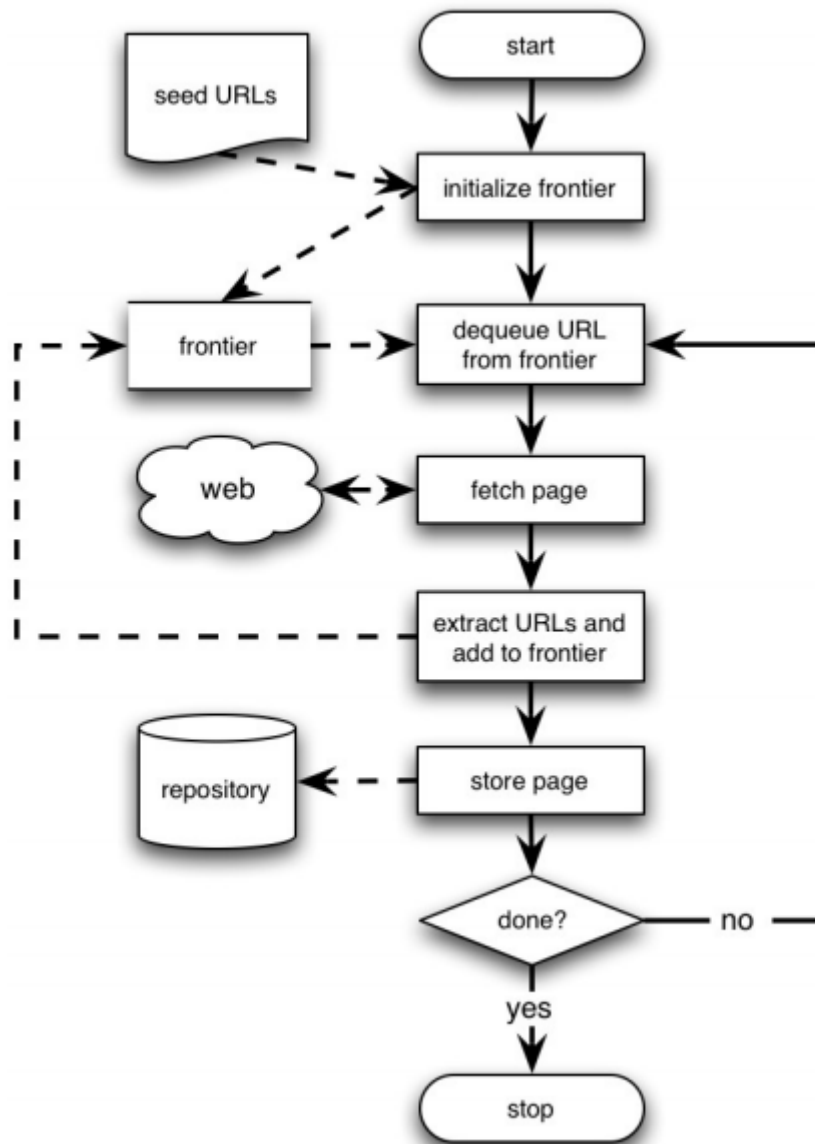 start
seed URLs
initialize frontier
frontier
dequeue URL
from frontier
web
fetch page
extract URLs and
add to frontier
repository
store page
done?
no
yes
stop